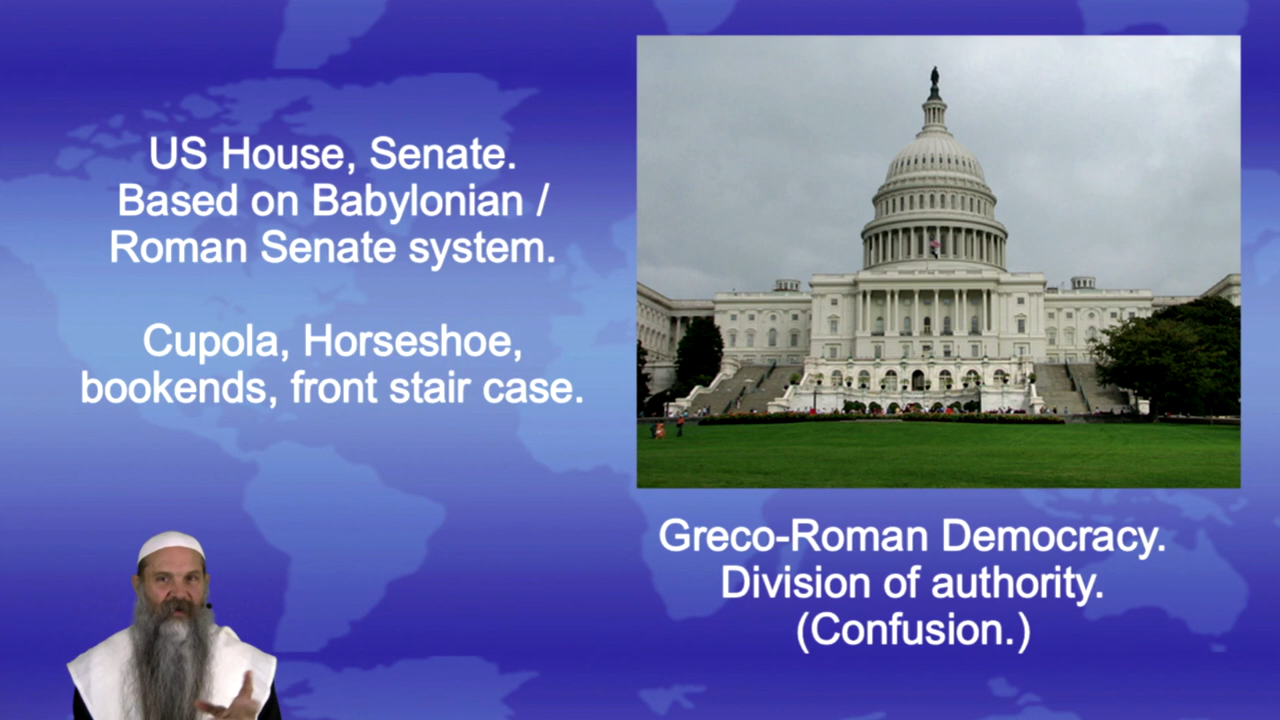 US House, Senate.
Based on Babylonian /
Roman Senate system.
Cupola, Horseshoe,
bookends, front stair case.
Greco-Roman Democracy.
Division of authority.
(Confusion.)